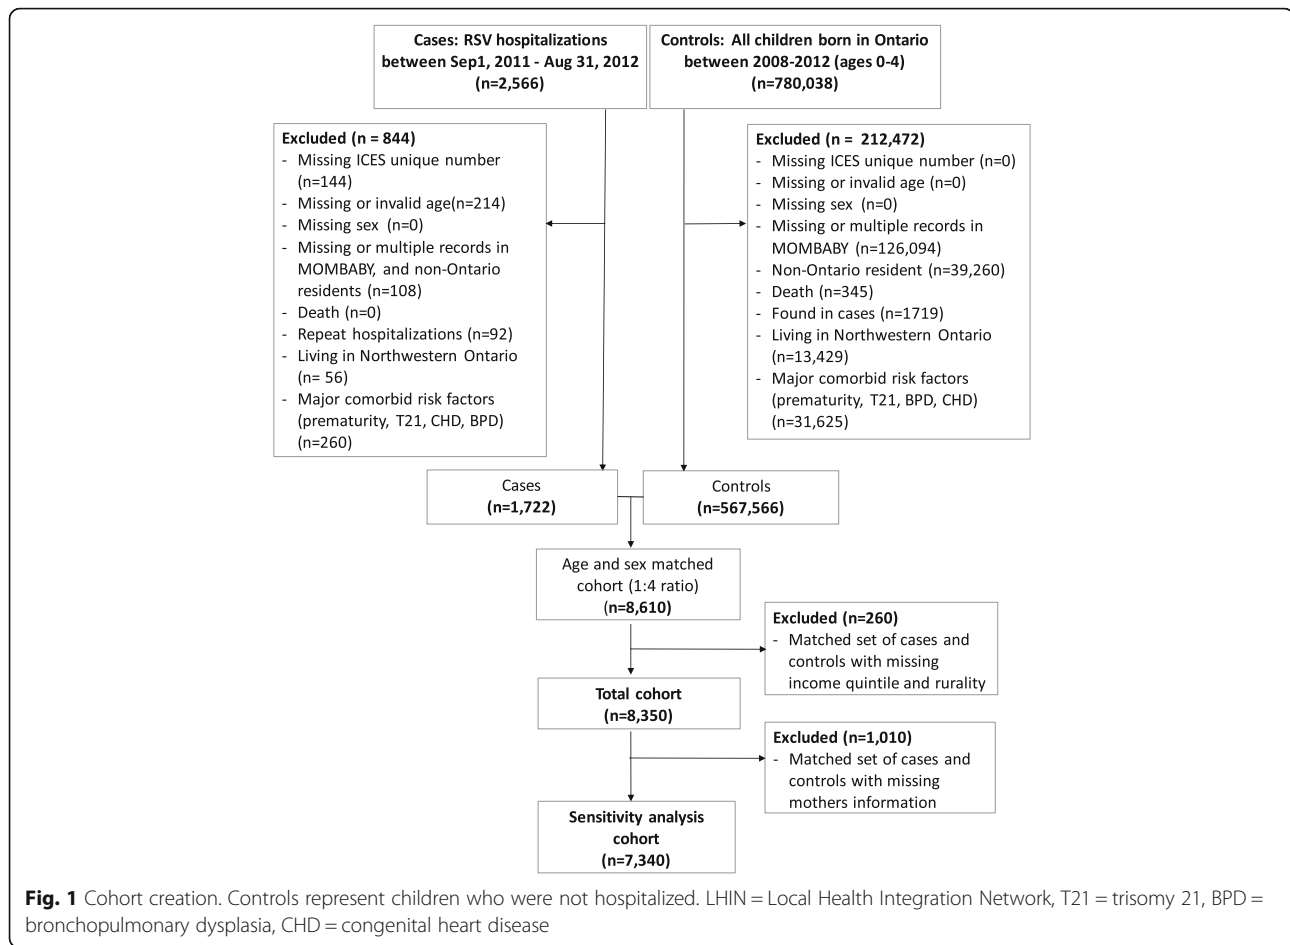 Cases: RSV hospitalizations
between Sep1, 2011 - Aug 31, 2012
(n=2,566)
Controls: All children born in Ontario
between 2008-2012 (ages 0-4)
(n=780,038)
Excluded (n = 844)
- Missing ICES unique number
(n=144)
- Missing or invalid age(n=214)
- Missing sex (n=0)
- Missing or multiple records in
MOMBABY, and non-Ontario
residents (n=108)
- Death (n=0)
- Repeat hospitalizations (n=92)
- Living in Northwestern Ontario
(n= 56)
- Major comorbid risk factors
(prematurity, T21, CHD, BPD)
(n=260)
Excluded (n = 212,472)
- Missing ICES unique number (n=0)
- Missing or invalid age (n=0)
- Missing sex (n=0)
- Missing or multiple records in
MOMBABY (n=126,094)
- Non-Ontario resident (n=39,260)
- Death (n=345)
- Found in cases (n=1719)
- Living in Northwestern Ontario
(n=13,429)
- Major comorbid risk factors
(prematurity, T21, BPD, CHD)
(n=31,625)
Cases
(n=1,722)
Controls
(n=567,566)
Age and sex matched
cohort (1:4 ratio)
(n=8,610)
Excluded (n=260)
- Matched set of cases and
controls with missing
income quintile and rurality
Total cohort
(n=8,350)
Excluded (n=1,010)
- Matched set of cases and
controls with missing
mothers information
Sensitivity analysis
cohort
(n=7,340)
Fig. 1 Cohort creation. Controls represent children who were not hospitalized. LHIN = Local Health Integration Network, T21 = trisomy 21, BPD =
bronchopulmonary dysplasia, CHD = congenital heart disease